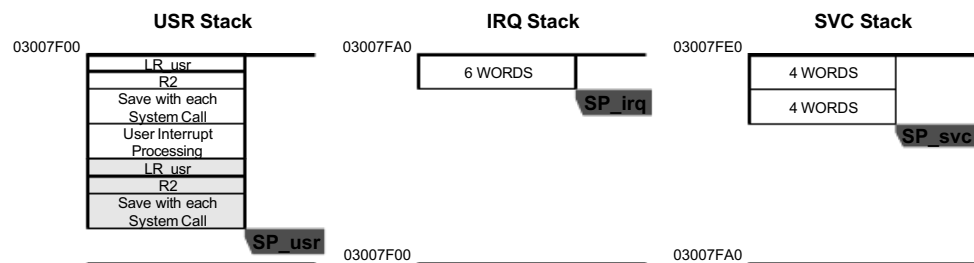 USR Stack
03007F00
LR_usr
R2
Save with each
System Call
User Interrupt
Processing
LR_usr
R2
Save with each
System Call
SP_usr
IRQ Stack
03007FA0
6 WORDS
SP_irq
03007F00
SVC Stack
03007FE0
4 WORDS
4 WORDS
SP_svc
03007FA0